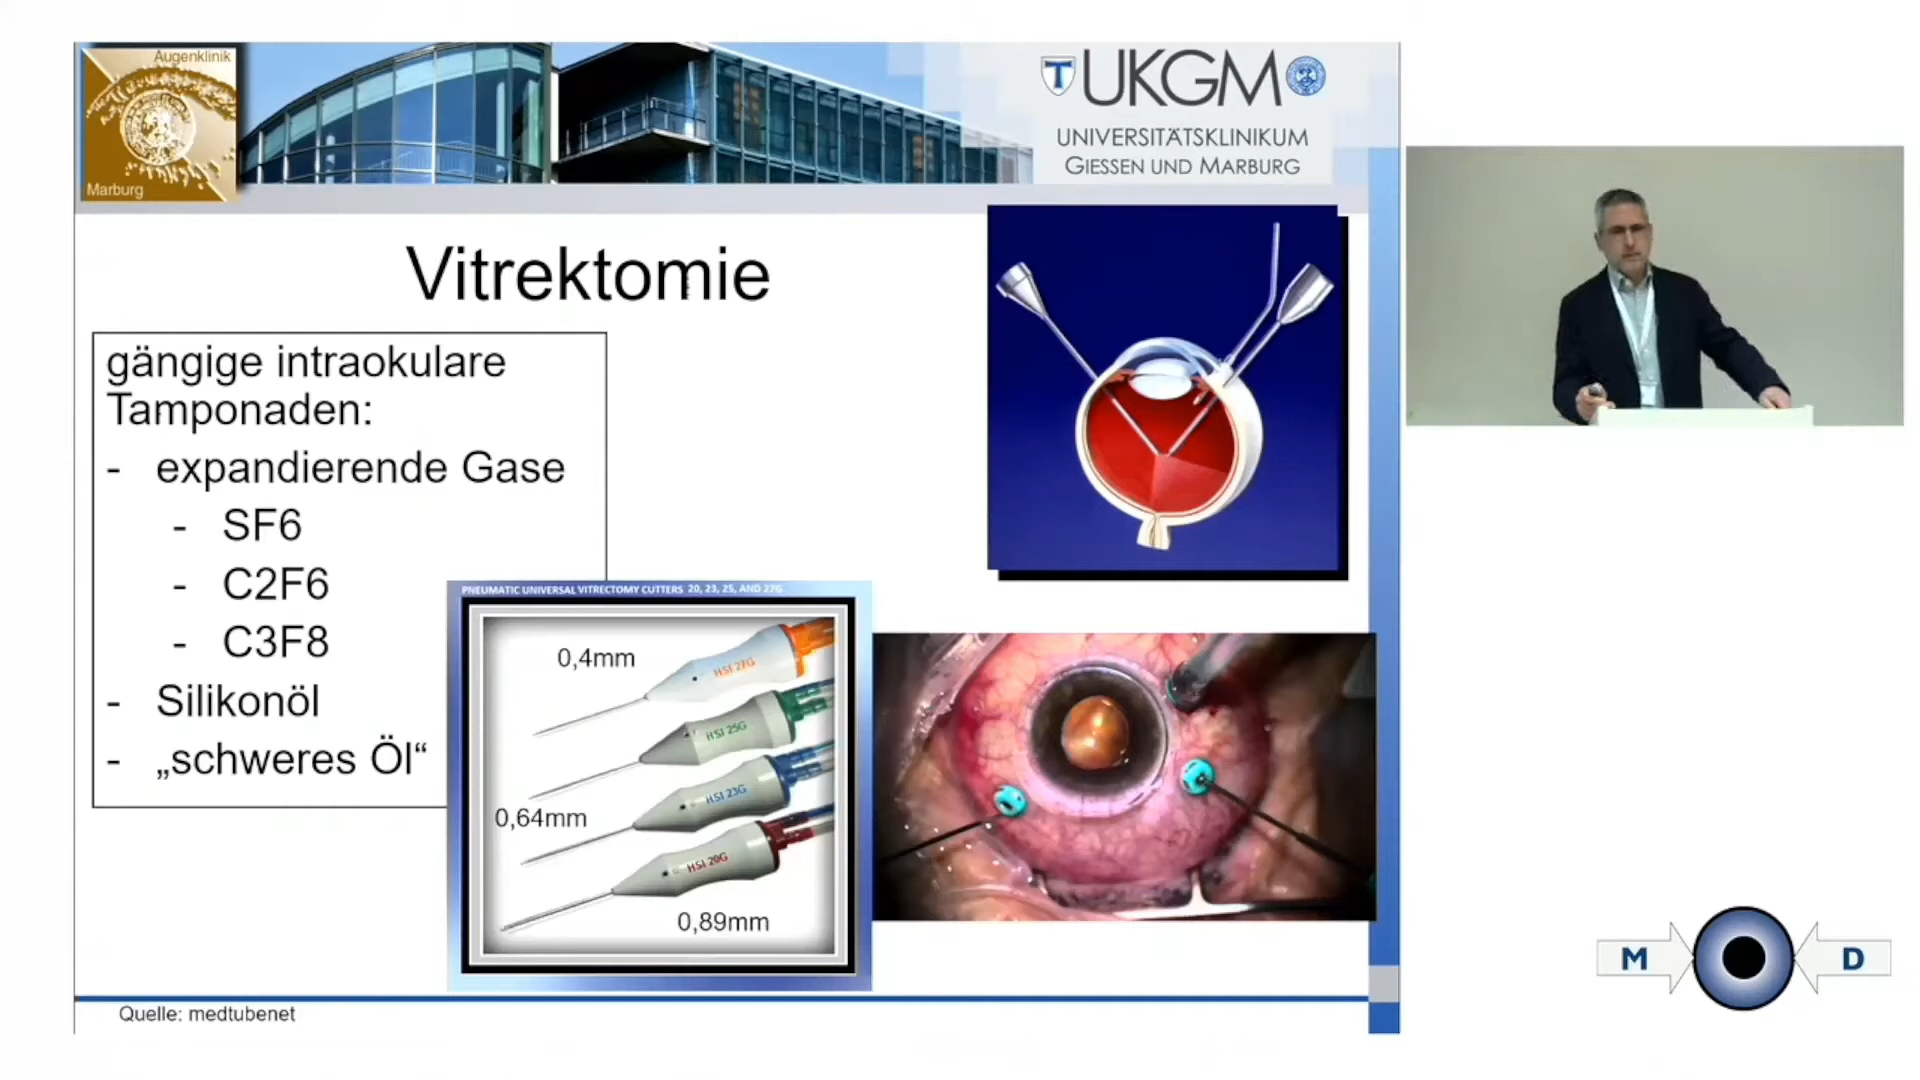 Augenklinik
Marburg
UKGM
UNIVERSITÄTSKLINIKUM
GIESSEN UND MARBURG
Vitrektomie
gängige intraokulare
Tamponaden:
- expandierende Gase
- SF6
- C2F6
- C3F8
- Silikonöl
- „schweres Öl“
PNEUMATIC UNIVERSAL VITRECTOMY CUTTERS 20, 23, 25, AND 27G
0,4mm
HSI 27G
HSI 25G
HSI 23G
0,64mm
HSI 20G
0,89mm
Quelle: medtubenet
M D